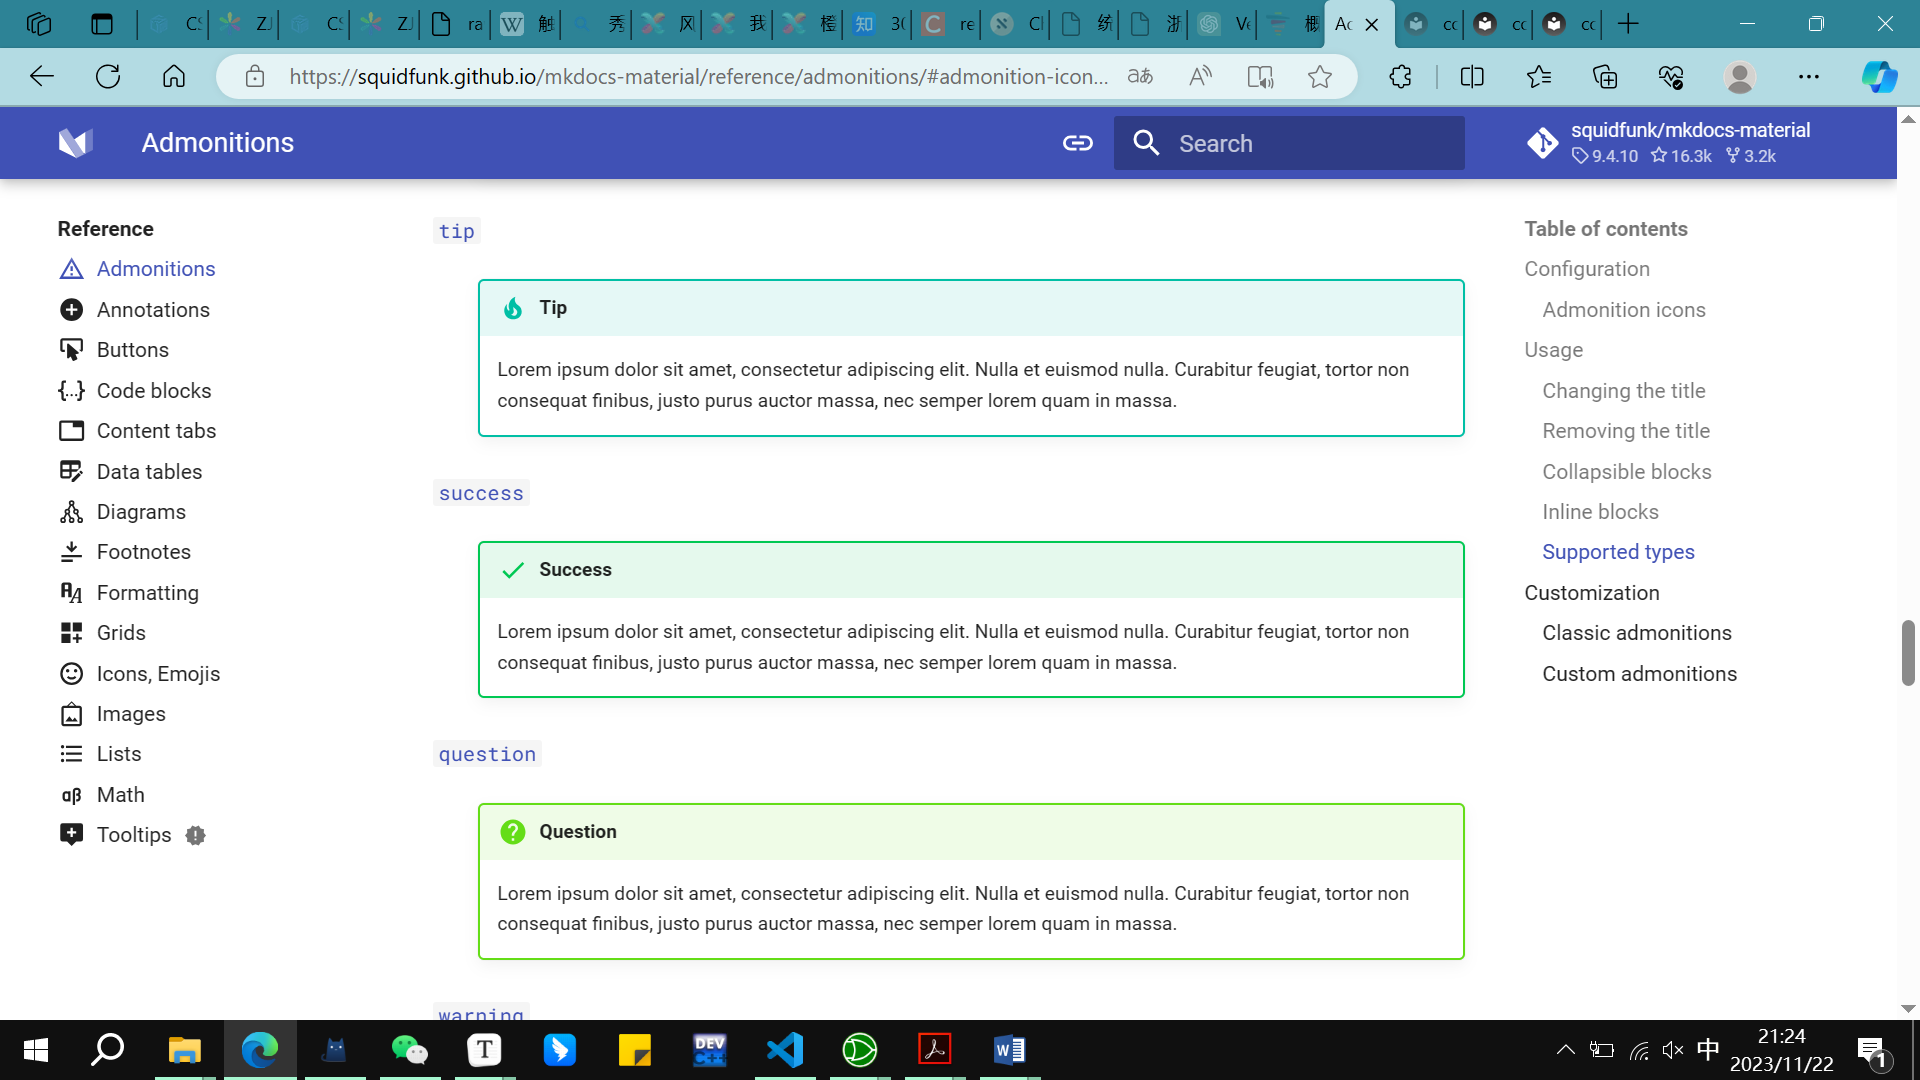 CS
ZJ
CS
ZJ
ra
触
秀
风
我
30
re
Cl
纺
浙
Ve
概
Ac
cc
cc
cc
https://squidfunk.github.io/mkdocs-material/reference/admonitions/#admonition-icon...
Admonitions
Search
squidfunk/mkdocs-material
9.4.10 16.3k 3.2k
Reference
Admonitions
Annotations
Buttons
Code blocks
Content tabs
Data tables
Diagrams
Footnotes
Formatting
Grids
Icons, Emojis
Images
Lists
Math
Tooltips
tip
Tip
Lorem ipsum dolor sit amet, consectetur adipiscing elit. Nulla et euismod nulla. Curabitur feugiat, tortor non
consequat finibus, justo purus auctor massa, nec semper lorem quam in massa.
success
Success
Lorem ipsum dolor sit amet, consectetur adipiscing elit. Nulla et euismod nulla. Curabitur feugiat, tortor non
consequat finibus, justo purus auctor massa, nec semper lorem quam in massa.
question
Question
Lorem ipsum dolor sit amet, consectetur adipiscing elit. Nulla et euismod nulla. Curabitur feugiat, tortor non
consequat finibus, justo purus auctor massa, nec semper lorem quam in massa.
warning
Table of contents
Configuration
Admonition icons
Usage
Changing the title
Removing the title
Collapsible blocks
Inline blocks
Supported types
Customization
Classic admonitions
Custom admonitions
中
21:24
2023/11/22
1